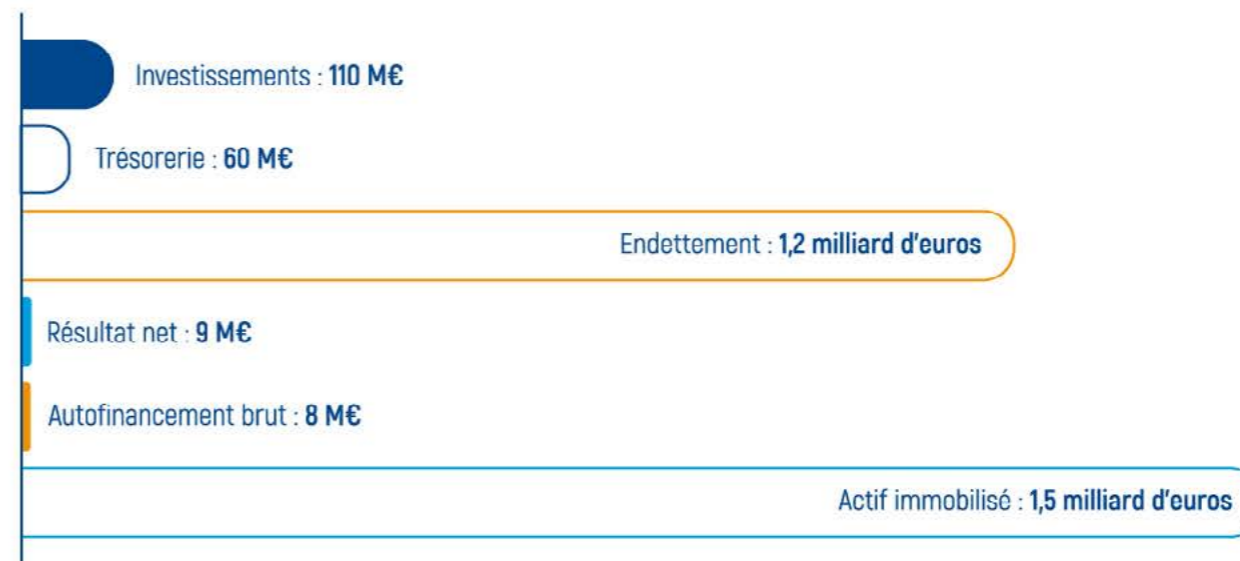 Investissements : 110 M€
Trésorerie : 60 M€
Endettement : 1,2 milliard d'euros
Résultat net : 9 M€
Autofinancement brut : 8 M€
Actif immobilisé : 1,5 milliard d'euros